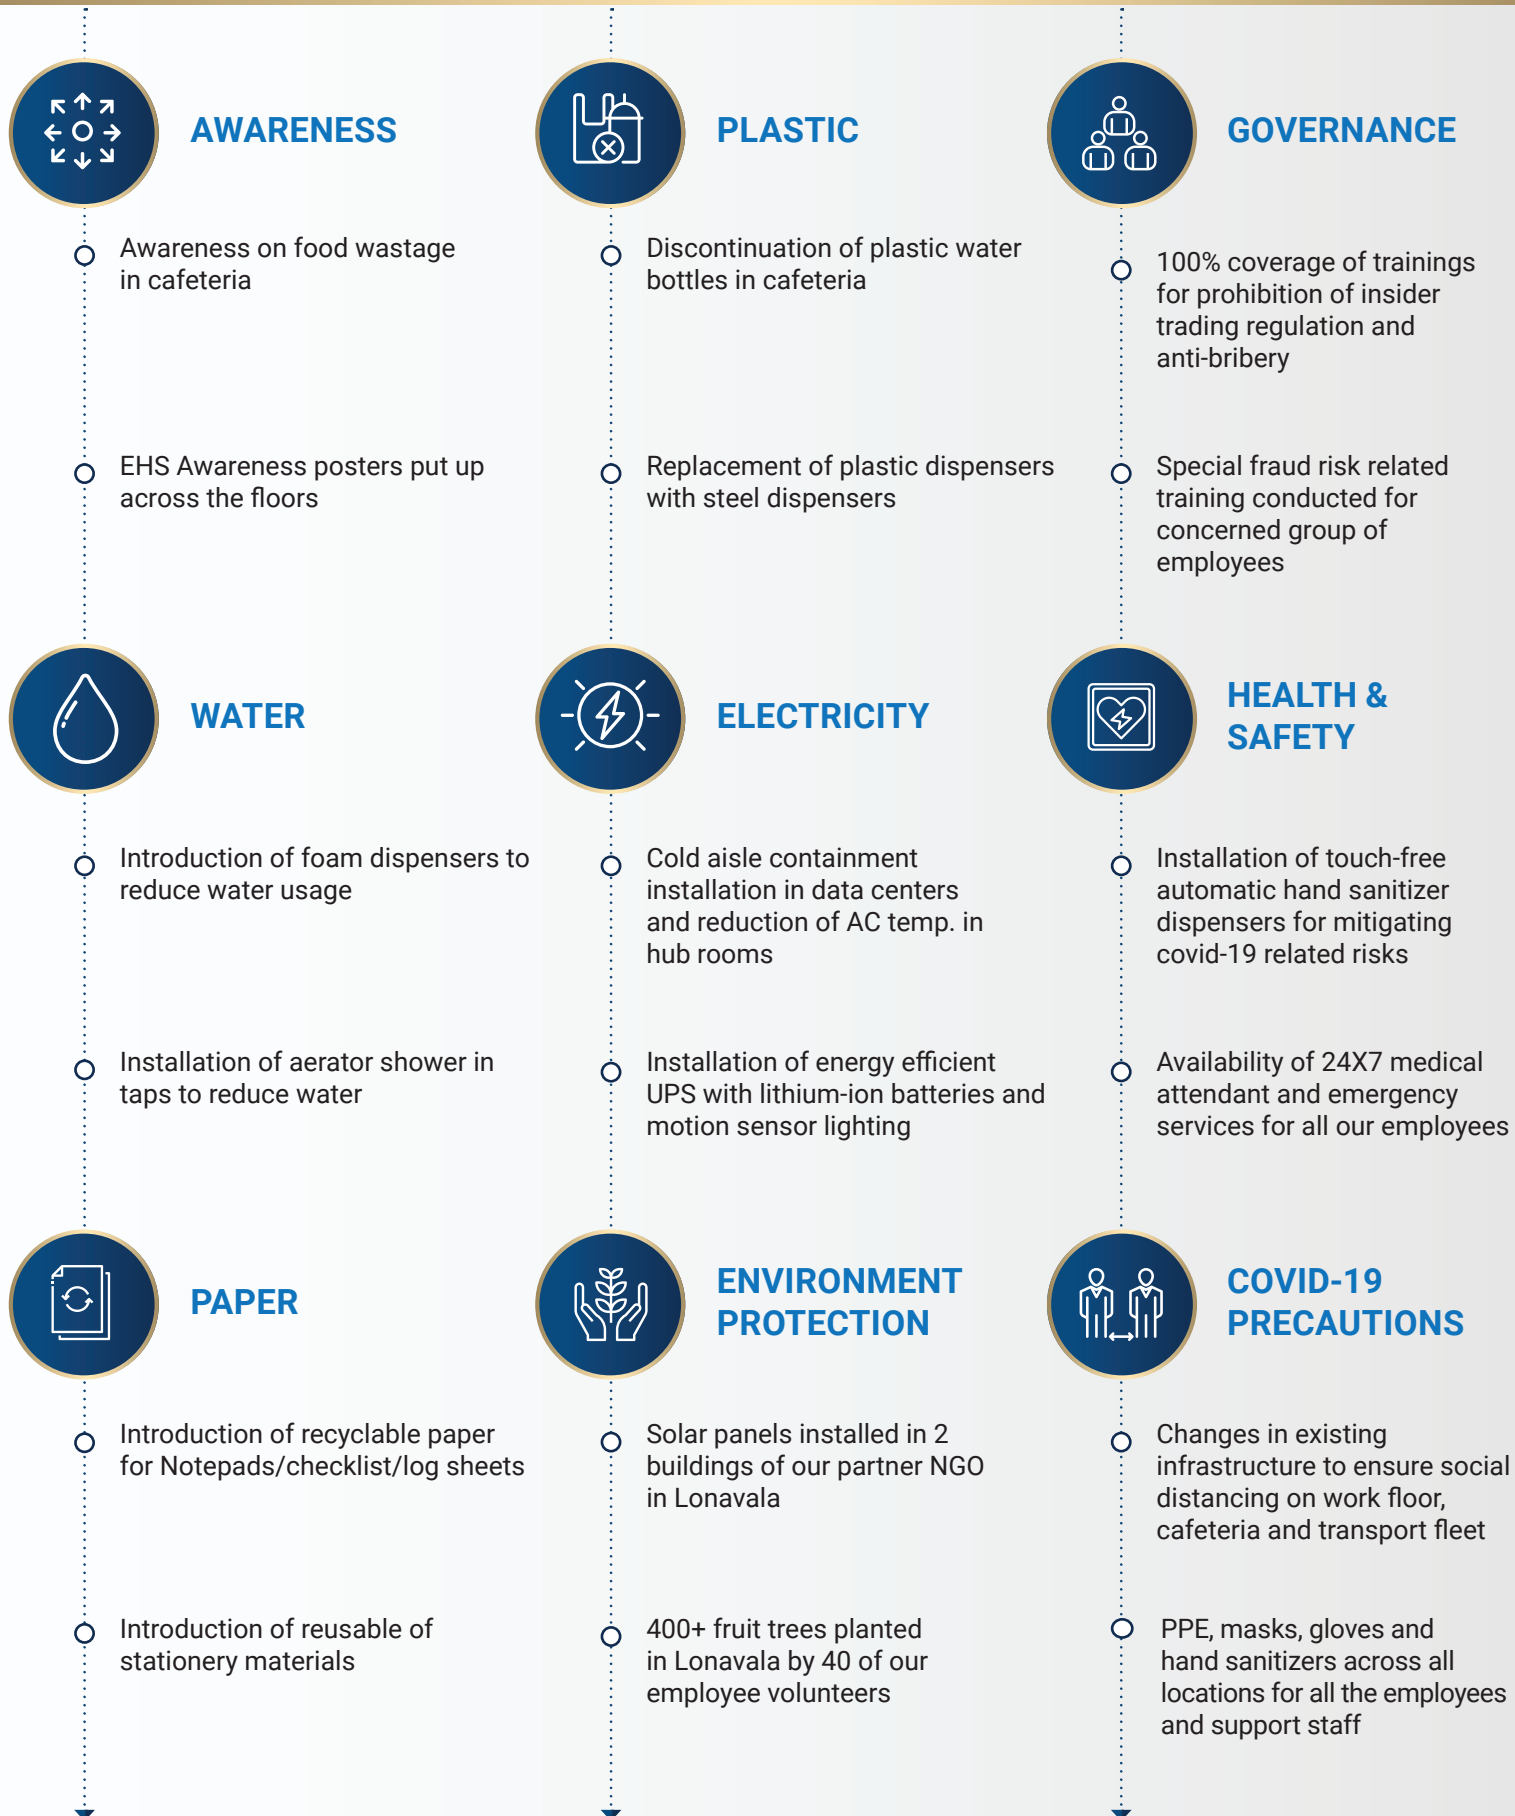 AWARENESS
Awareness on food wastage
in cafeteria
EHS Awareness posters put up
across the floors
WATER
Introduction of foam dispensers to
reduce water usage
Installation of aerator shower in
taps to reduce water
PAPER
Introduction of recyclable paper
for Notepads/checklist/log sheets
Introduction of reusable of
stationery materials
PLASTIC
Discontinuation of plastic water
bottles in cafeteria
Replacement of plastic dispensers
with steel dispensers
ELECTRICITY
Cold aisle containment
installation in data centers
and reduction of AC temp. in
hub rooms
Installation of energy efficient
UPS with lithium-ion batteries and
motion sensor lighting
ENVIRONMENT
PROTECTION
Solar panels installed in 2
buildings of our partner NGO
in Lonavala
400+ fruit trees planted
in Lonavala by 40 of our
employee volunteers
GOVERNANCE
100% coverage of trainings
for prohibition of insider
trading regulation and
anti-bribery
Special fraud risk related
training conducted for
concerned group of
employees
HEALTH &
SAFETY
Installation of touch-free
automatic hand sanitizer
dispensers for mitigating
covid-19 related risks
Availability of 24X7 medical
attendant and emergency
services for all our employees
COVID-19
PRECAUTIONS
Changes in existing
infrastructure to ensure social
distancing on work floor,
cafeteria and transport fleet
PPE, masks, gloves and
hand sanitizers across all
locations for all the employees
and support staff